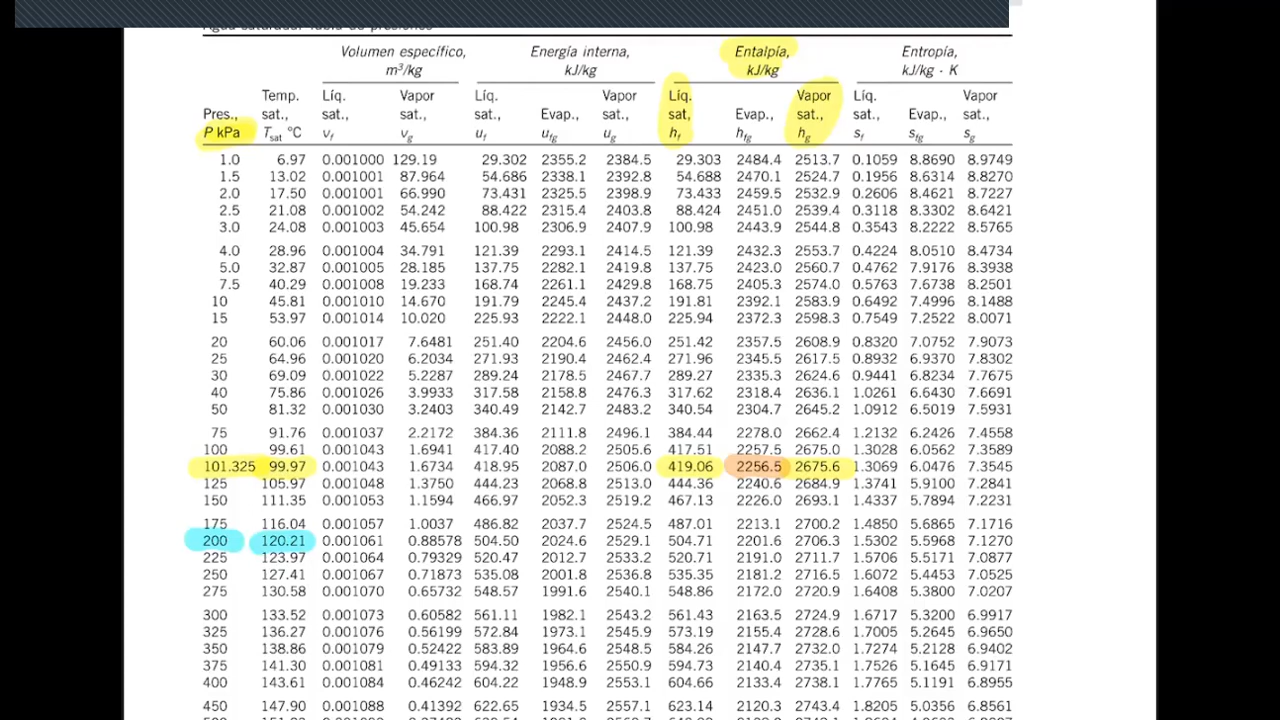 Agua saturada. Tabla de presiones
Volumen específico, Energía interna, Entalpía, Entropía,
m³/kg kJ/kg kJ/kg kJ/kg · K
Temp. Líq. Vapor Líq. Vapor Líq. Vapor Líq. Vapor
Pres., sat., sat., sat., sat., Evap., sat., sat, Evap., sat., sat., Evap., sat.,
P kPa Tsat °C vf vg uf ufg ug hf hfg hg sf sfg sg
1.0 6.97 0.001000 129.19 29.302 2355.2 2384.5 29.303 2484.4 2513.7 0.1059 8.8690 8.9749
1.5 13.02 0.001001 87.964 54.686 2338.1 2392.8 54.688 2470.1 2524.7 0.1956 8.6314 8.8270
2.0 17.50 0.001001 66.990 73.431 2325.5 2398.9 73.433 2459.5 2532.9 0.2606 8.4621 8.7227
2.5 21.08 0.001002 54.242 88.422 2315.4 2403.8 88.424 2451.0 2539.4 0.3118 8.3302 8.6421
3.0 24.08 0.001003 45.654 100.98 2306.9 2407.9 100.98 2443.9 2544.8 0.3543 8.2222 8.5765
4.0 28.96 0.001004 34.791 121.39 2293.1 2414.5 121.39 2432.3 2553.7 0.4224 8.0510 8.4734
5.0 32.87 0.001005 28.185 137.75 2282.1 2419.8 137.75 2423.0 2560.7 0.4762 7.9176 8.3938
7.5 40.29 0.001008 19.233 168.74 2261.1 2429.8 168.75 2405.3 2574.0 0.5763 7.6738 8.2501
10 45.81 0.001010 14.670 191.79 2245.4 2437.2 191.81 2392.1 2583.9 0.6492 7.4996 8.1488
15 53.97 0.001014 10.020 225.93 2222.1 2448.0 225.94 2372.3 2598.3 0.7549 7.2522 8.0071
20 60.06 0.001017 7.6481 251.40 2204.6 2456.0 251.42 2357.5 2608.9 0.8320 7.0752 7.9073
25 64.96 0.001020 6.2034 271.93 2190.4 2462.4 271.96 2345.5 2617.5 0.8932 6.9370 7.8302
30 69.09 0.001022 5.2287 289.24 2178.5 2467.7 289.27 2335.3 2624.6 0.9441 6.8234 7.7675
40 75.86 0.001026 3.9933 317.58 2158.8 2476.3 317.62 2318.4 2636.1 1.0261 6.6430 7.6691
50 81.32 0.001030 3.2403 340.49 2142.7 2483.2 340.54 2304.7 2645.2 1.0912 6.5019 7.5931
75 91.76 0.001037 2.2172 384.36 2111.8 2496.1 384.44 2278.0 2662.4 1.2132 6.2426 7.4558
100 99.61 0.001043 1.6941 417.40 2088.2 2505.6 417.51 2257.5 2675.0 1.3028 6.0562 7.3589
101.325 99.97 0.001043 1.6734 418.95 2087.0 2506.0 419.06 2256.5 2675.6 1.3069 6.0476 7.3545
125 105.97 0.001048 1.3750 444.23 2068.8 2513.0 444.36 2240.6 2684.9 1.3741 5.9100 7.2841
150 111.35 0.001053 1.1594 466.97 2052.3 2519.2 467.13 2226.0 2693.1 1.4337 5.7894 7.2231
175 116.04 0.001057 1.0037 486.82 2037.7 2524.5 487.01 2213.1 2700.2 1.4850 5.6865 7.1716
200 120.21 0.001061 0.88578 504.50 2024.6 2529.1 504.71 2201.6 2706.3 1.5302 5.5968 7.1270
225 123.97 0.001064 0.79329 520.47 2012.7 2533.2 520.71 2191.0 2711.7 1.5706 5.5171 7.0877
250 127.41 0.001067 0.71873 535.08 2001.8 2536.8 535.35 2181.2 2716.5 1.6072 5.4453 7.0525
275 130.58 0.001070 0.65732 548.57 1991.6 2540.1 548.86 2172.0 2720.9 1.6408 5.3800 7.0207
300 133.52 0.001073 0.60582 561.11 1982.1 2543.2 561.43 2163.5 2724.9 1.6717 5.3200 6.9917
325 136.27 0.001076 0.56199 572.84 1973.1 2545.9 573.19 2155.4 2728.6 1.7005 5.2645 6.9650
350 138.86 0.001079 0.52422 583.89 1964.6 2548.5 584.26 2147.7 2732.0 1.7274 5.2128 6.9402
375 141.30 0.001081 0.49133 594.32 1956.6 2550.9 594.73 2140.4 2735.1 1.7526 5.1645 6.9171
400 143.61 0.001084 0.46242 604.22 1948.9 2553.1 604.66 2133.4 2738.1 1.7765 5.1191 6.8955
450 147.90 0.001088 0.41392 622.65 1934.5 2557.1 623.14 2120.3 2743.4 1.8205 5.0356 6.8561